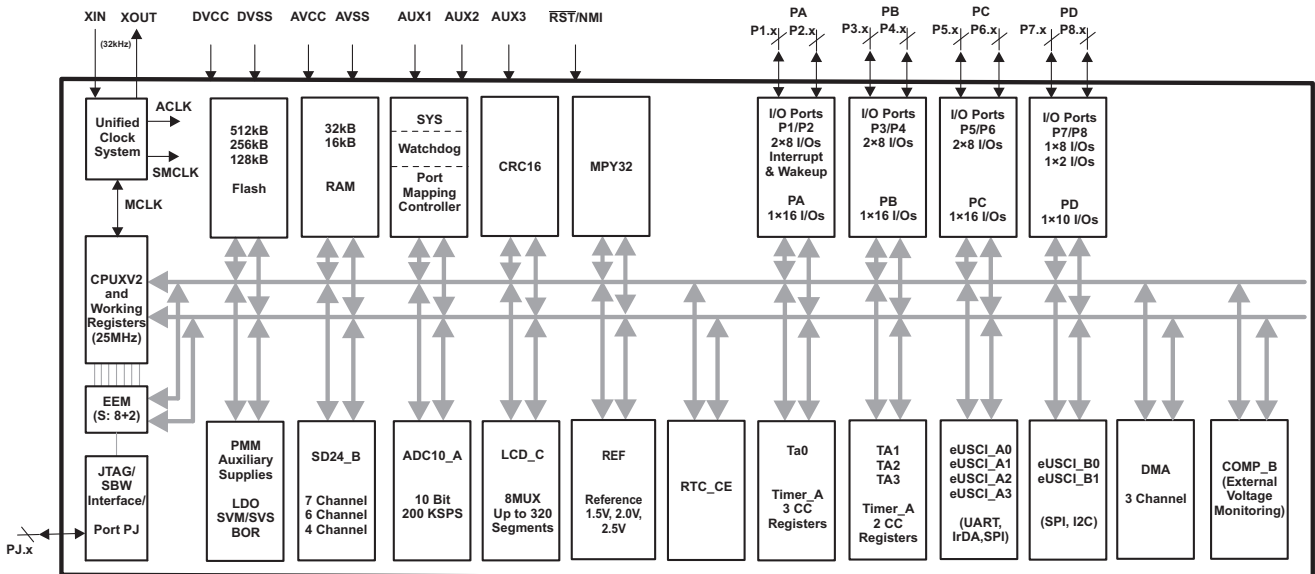 XIN
XOUT
(32kHz)
DVCC
DVSS
AVCC
AVSS
AUX1
AUX2
AUX3
RST/NMI
PA
P1.x
P2.x
PB
P3.x
P4.x
PC
P5.x
P6.x
PD
P7.x
P8.x
Unified
Clock
System
ACLK
SMCLK
MCLK
512kB
256kB
128kB
Flash
32kB
16kB
RAM
SYS
Watchdog
Port
Mapping
Controller
CRC16
MPY32
I/O Ports
P1/P2
2×8 I/Os
Interrupt
& Wakeup
PA
1×16 I/Os
I/O Ports
P3/P4
2×8 I/Os
PB
1×16 I/Os
I/O Ports
P5/P6
2×8 I/Os
PC
1×16 I/Os
I/O Ports
P7/P8
1×8 I/Os
1×2 I/Os
PD
1×10 I/Os
CPUXV2
and
Working
Registers
(25MHz)
EEM
(S: 8+2)
JTAG/
SBW
Interface/
Port PJ
PJ.x
PMM
Auxiliary
Supplies
LDO
SVM/SVS
BOR
SD24_B
7 Channel
6 Channel
4 Channel
ADC10_A
10 Bit
200 KSPS
LCD_C
8MUX
Up to 320
Segments
REF
Reference
1.5V, 2.0V,
2.5V
RTC_CE
Ta0
Timer_A
3 CC
Registers
TA1
TA2
TA3
Timer_A
2 CC
Registers
eUSCI_A0
eUSCI_A1
eUSCI_A2
eUSCI_A3
(UART,
IrDA,SPI)
eUSCI_B0
eUSCI_B1
(SPI, I2C)
DMA
3 Channel
COMP_B
(External
Voltage
Monitoring)